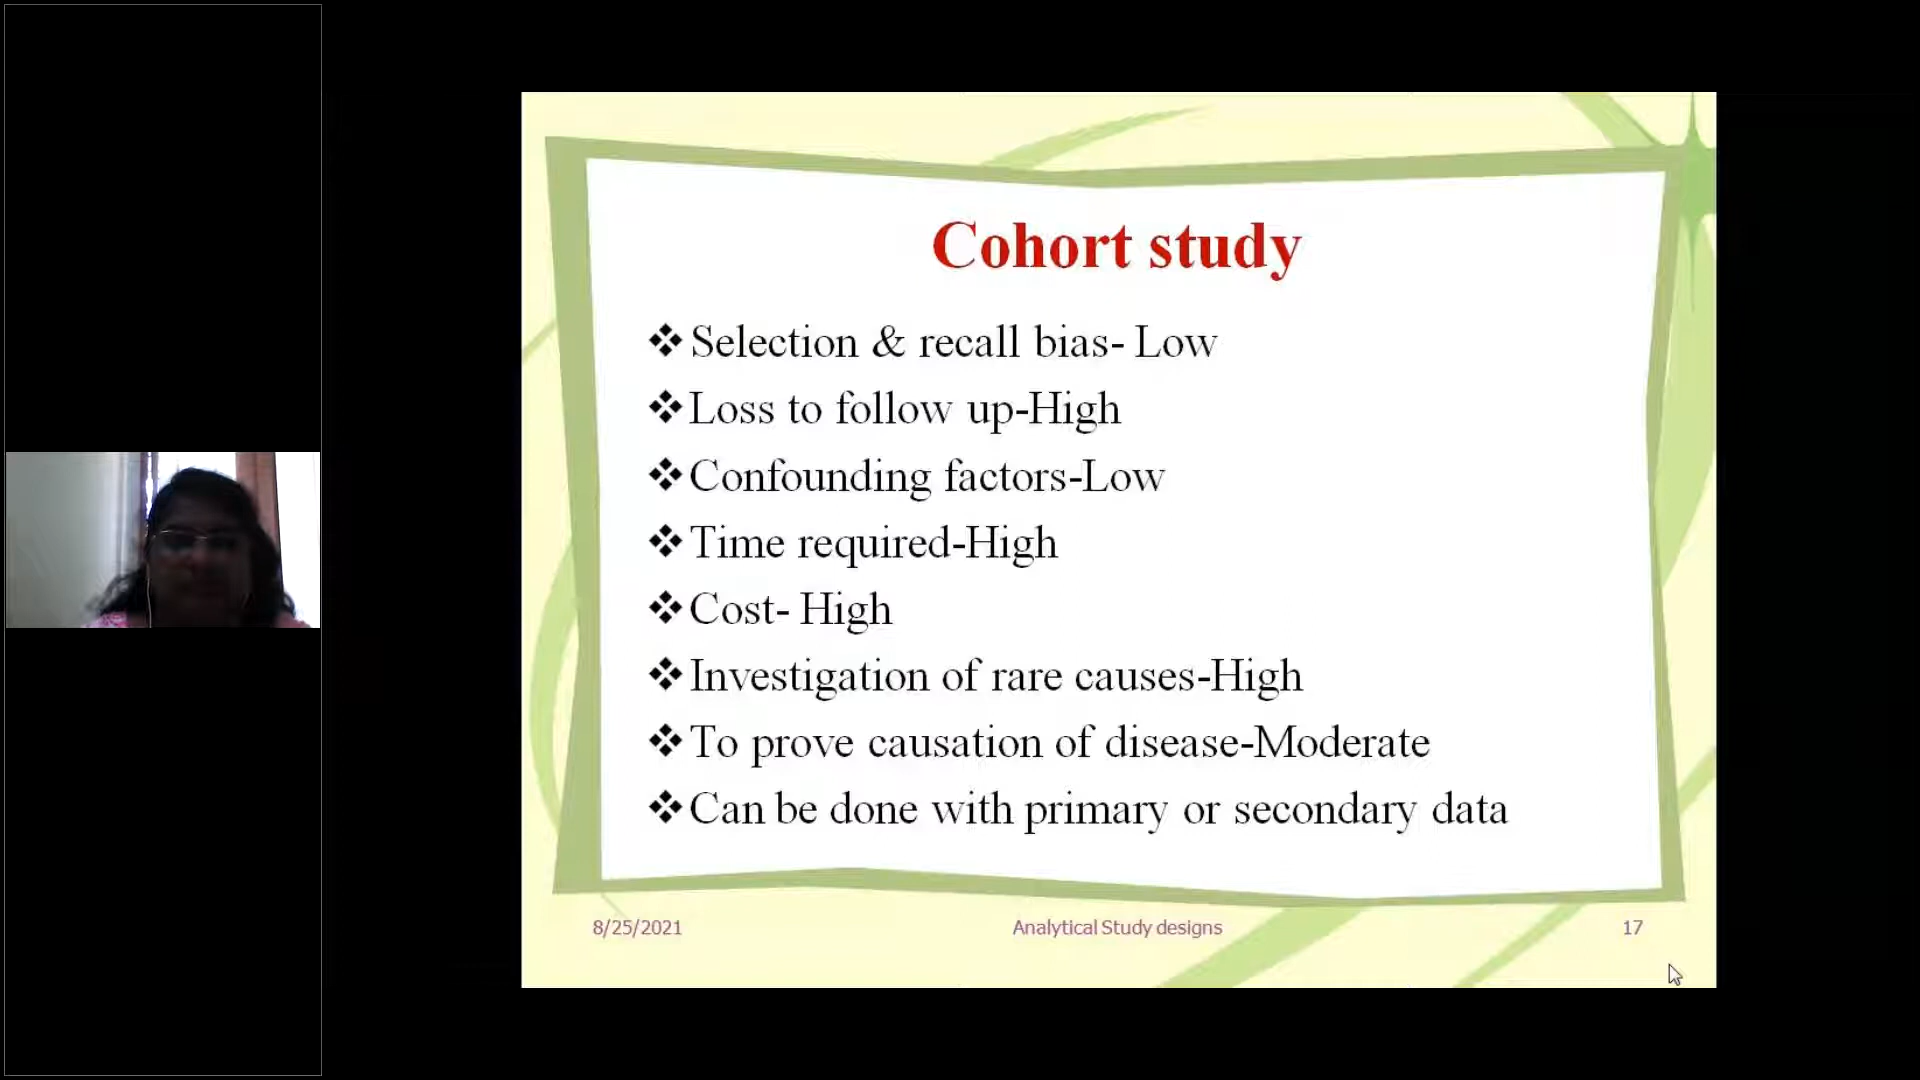 Cohort study
❖Selection & recall bias- Low
❖Loss to follow up-High
❖Confounding factors-Low
❖Time required-High
❖Cost- High
❖Investigation of rare causes-High
❖To prove causation of disease-Moderate
❖Can be done with primary or secondary data
8/25/2021 Analytical Study designs 17